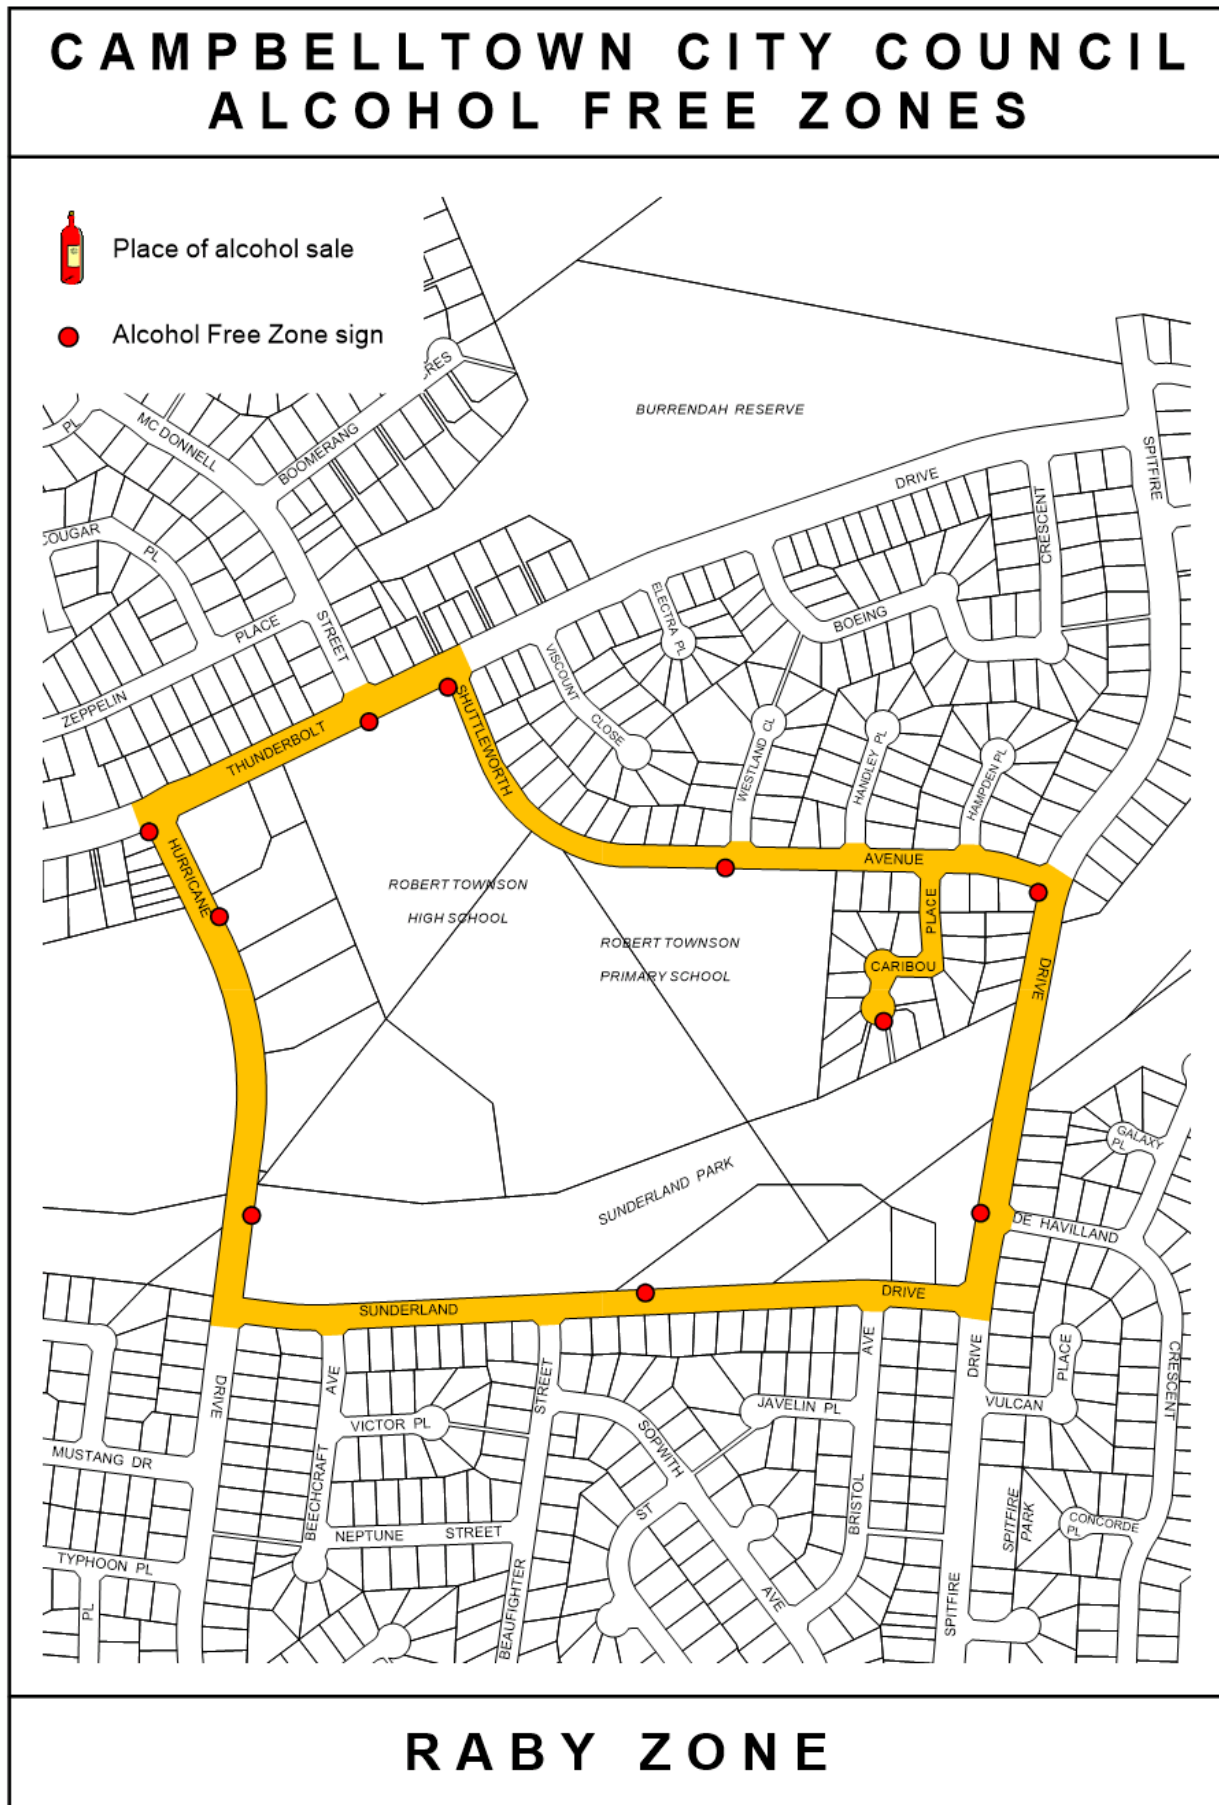 CAMPBELLTOWN CITY COUNCIL
ALCOHOL FREE ZONES
Place of alcohol sale
Alcohol Free Zone sign
CRES
BURRENDAH RESERVE
PL
MC DONNELL
BOOMERANG
DRIVE
SPITFIRE
CRESCENT
COUGAR
PL
ELECTRA PL
BOEING
STREET
PLACE
VISCOUNT
CLOSE
ZEPPELIN
SHUTTLEWORTH
THUNDERBOLT
WESTLAND CL
HANDLEY PL
HAMPDEN PL
HURRICANE
AVENUE
ROBERT TOWNSON
HIGH SCHOOL
PLACE
ROBERT TOWNSON
PRIMARY SCHOOL
CARIBOU
DRIVE
GALAXY
PL
SUNDERLAND PARK
DE HAVILLAND
SUNDERLAND
DRIVE
AVE
DRIVE
PLACE
CRESCENT
DRIVE
AVE
STREET
VICTOR PL
JAVELIN PL
VULCAN
SOPWITH
MUSTANG DR
BEECHCRAFT
BRISTOL
SPITFIRE
PARK
CONCORDE
PL
ST
NEPTUNE STREET
TYPHOON PL
BEAUFIGHTER
AVE
SPITFIRE
PL
RABY ZONE